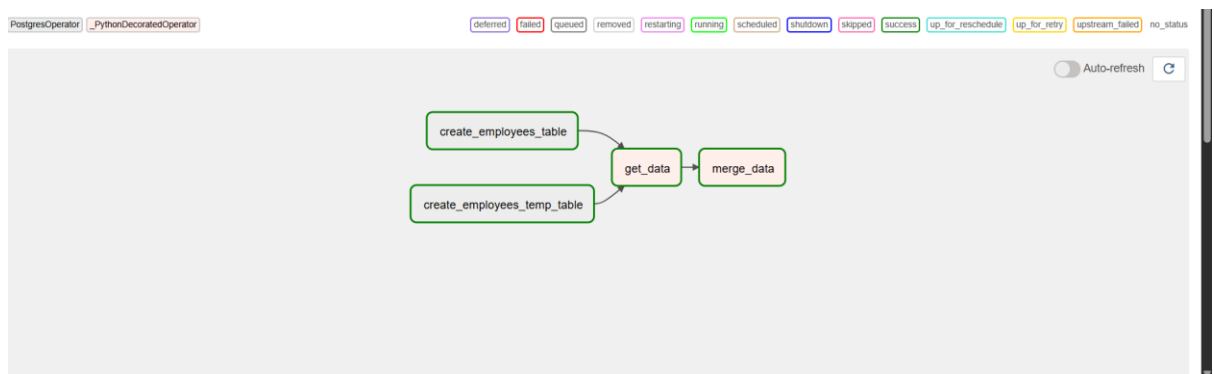 PostgresOperator _PythonDecoratedOperator deferred failed queued removed restarting running scheduled shutdown skipped success up_for_reschedule up_for_retry upstream_failed no_status
Auto-refresh
create_employees_table
get_data merge_data
create_employees_temp_table